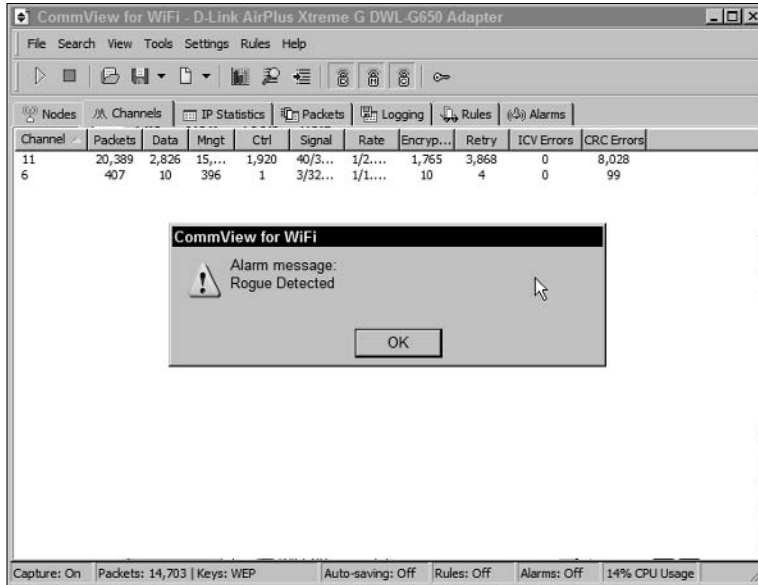 CommView for WiFi - D-Link AirPlus Xtreme G DWL-G650 Adapter
File Search View Tools Settings Rules Help
Nodes Channels IP Statistics Packets Logging Rules Alarms
Channel Packets Data Mngt Ctrl Signal Rate Encryp... Retry ICV Errors CRC Errors
11 20,389 2,826 15,... 1,920 40/3... 1/2.... 1,765 3,868 0 8,028
6 407 10 396 1 3/32... 1/1.... 10 4 0 99
CommView for WiFi
Alarm message:
Rogue Detected
OK
Capture: On Packets: 14,703 | Keys: WEP Auto-saving: Off Rules: Off Alarms: Off 14% CPU Usage